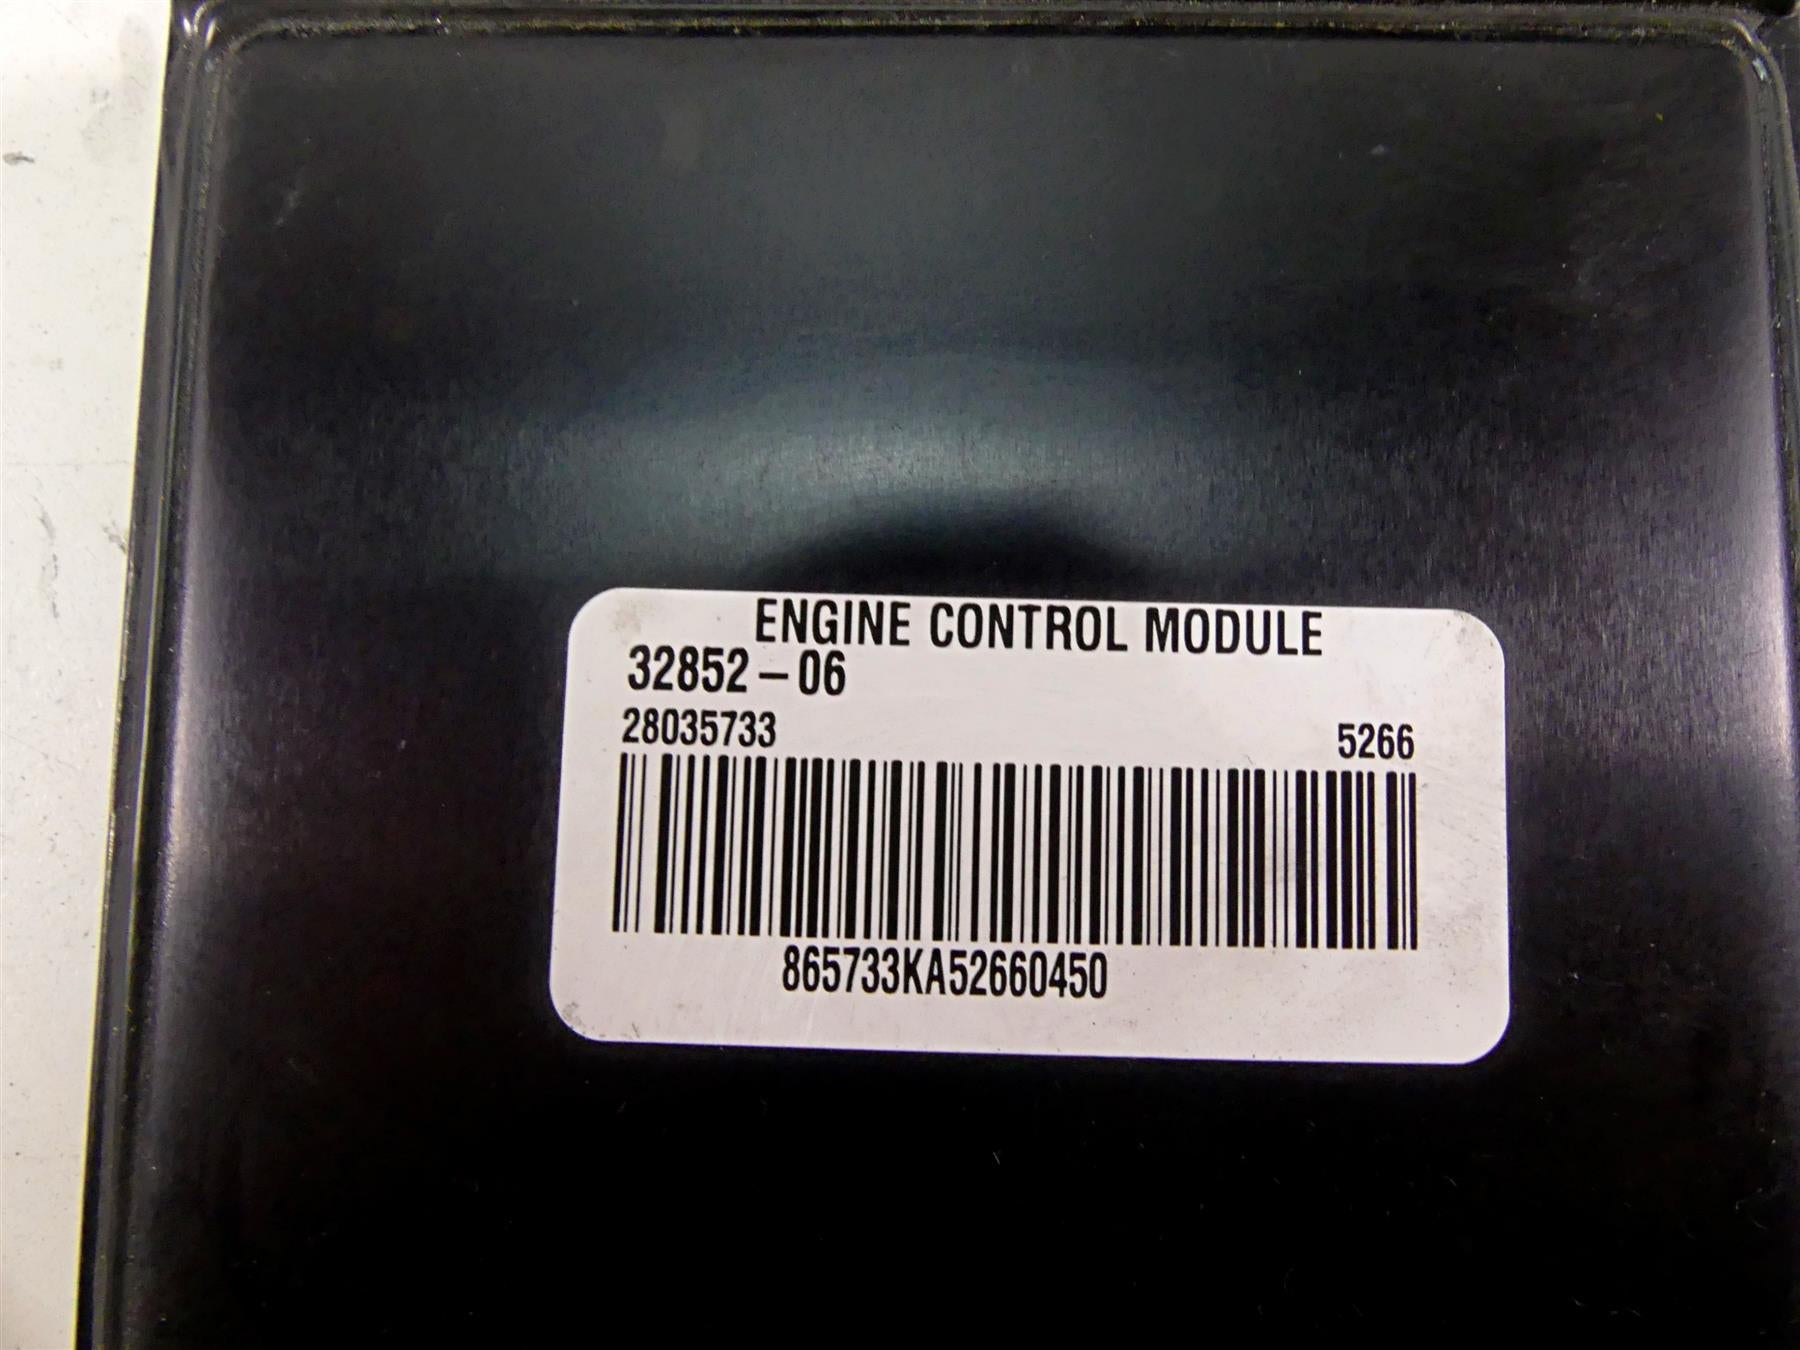 ENGINE CONTROL MODULE
32852-06
28035733 5266
865733KA52660450